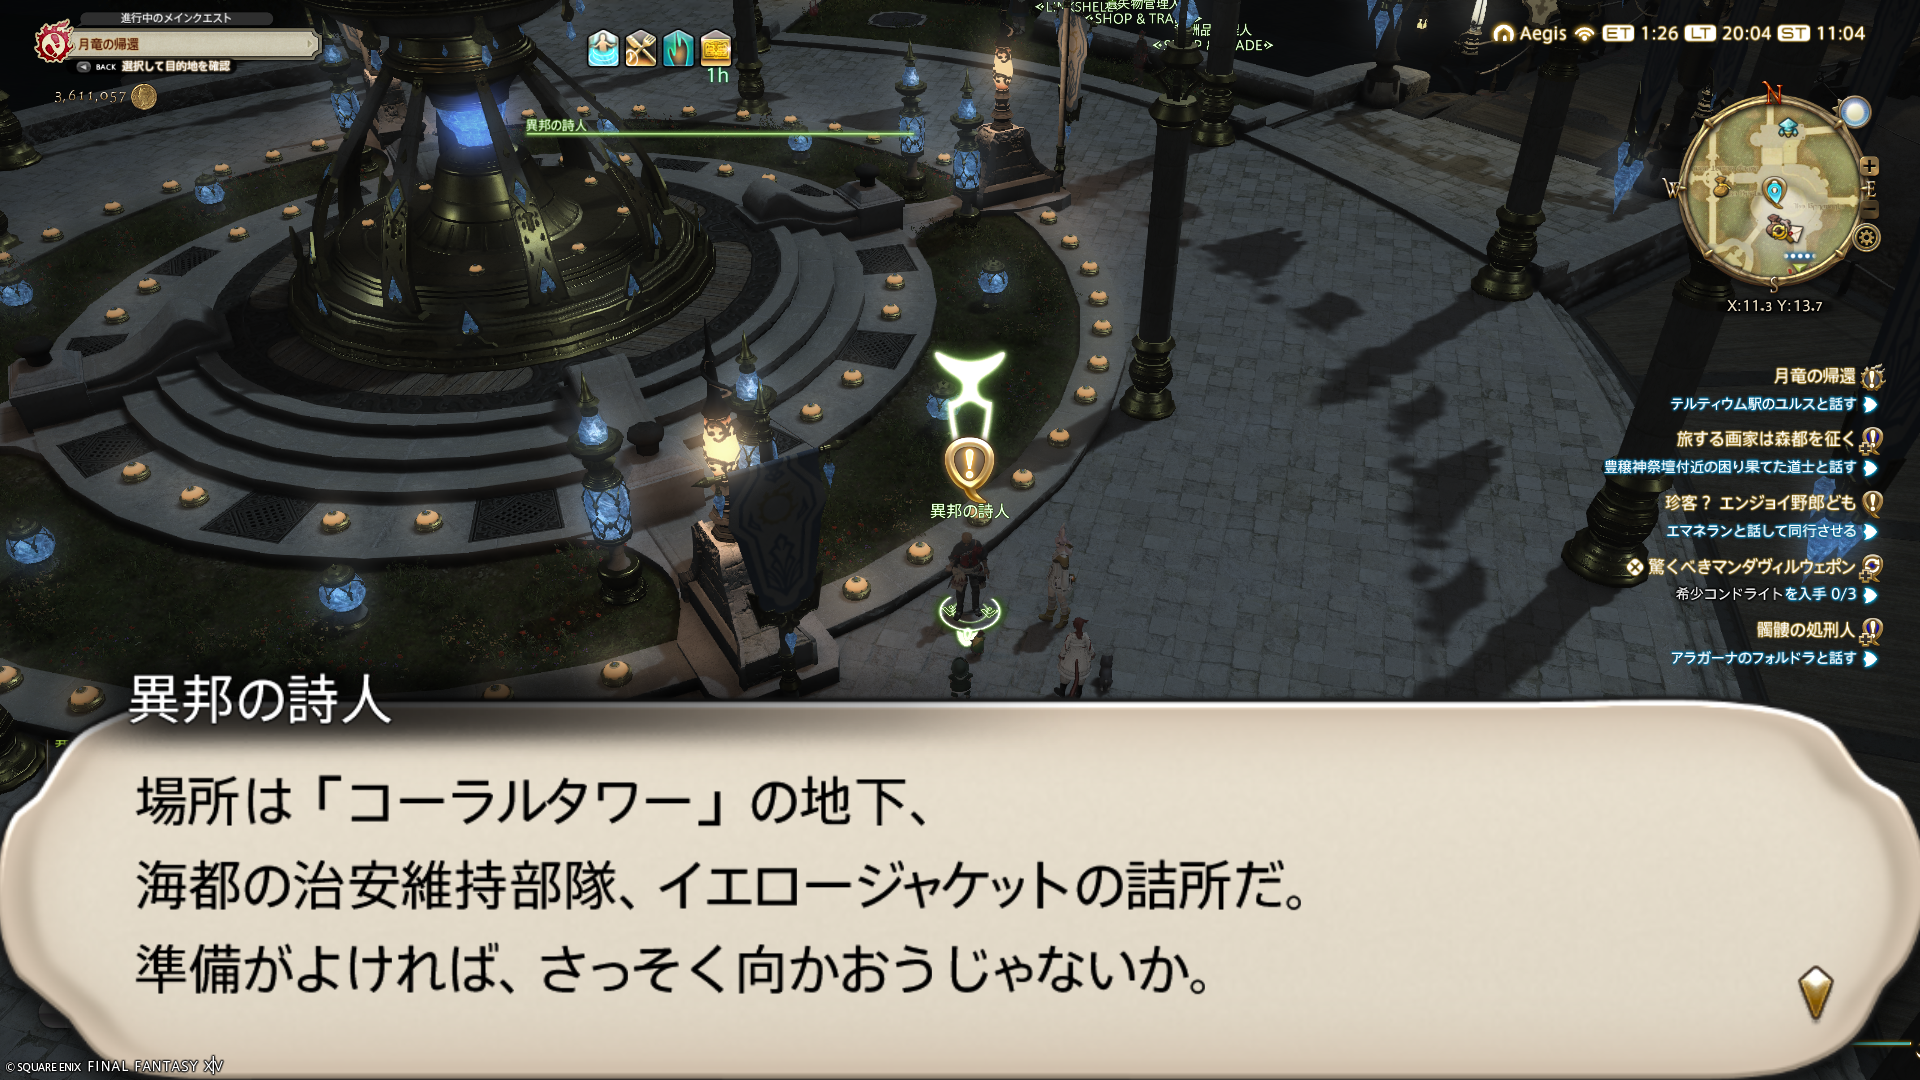 進行中のメインクエスト
月竜の帰還
BACK 選択して目的地を確認
3,611,057
1h
SHOP & TRA
Aegis ET 1:26 LT 20:04 ST 11:04
N
W
E
S
X:11.3 Y:13.7
異邦の詩人
月竜の帰還
テルティウム駅のユルスと話す
旅する画家は森都を征く
豊穣神祭壇付近の困り果てた道士と話す
珍客？ エンジョイ野郎ども
エマネランと話して同行させる
驚くべきマンダヴィルウェポン
希少コンドライトを入手 0/3
髑髏の処刑人
アラガーナのフォルドラと話す
異邦の詩人
異邦の詩人
場所は「コーラルタワー」の地下、
海都の治安維持部隊、イエロージャケットの詰所だ。
準備がよければ、さっそく向かおうじゃないか。
© SQUARE ENIX FINAL FANTASY XIV